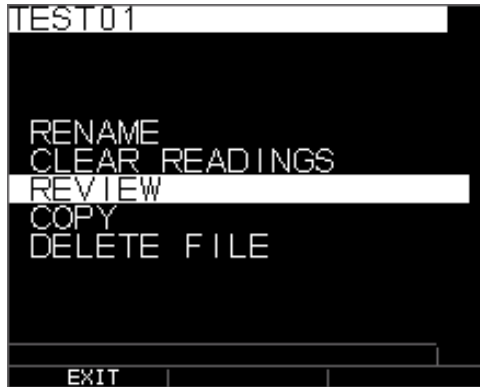 TEST01
RENAME
CLEAR READINGS
REVIEW
COPY
DELETE FILE
EXIT